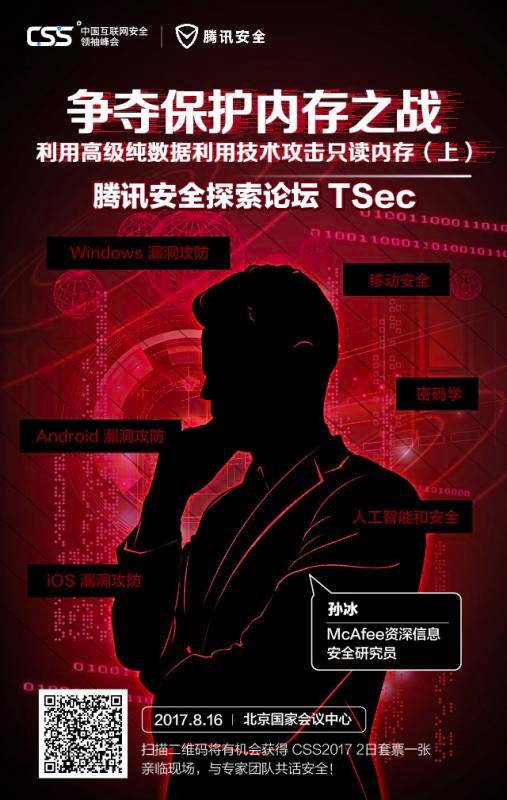 CSS 中国互联网安全
领袖峰会
腾讯安全
争夺保护内存之战
利用高级纯数据利用技术攻击只读内存（上）
腾讯安全探索论坛 TSec
01001100011010
0101100011010
Windows 漏洞攻防
移动安全
密码学
Android 漏洞攻防
人工智能和安全
iOS 漏洞攻防
孙冰
McAfee资深信息
安全研究员
2017.8.16 | 北京国家会议中心
扫描二维码将有机会获得 CSS2017 2日套票一张
亲临现场，与专家团队共话安全！